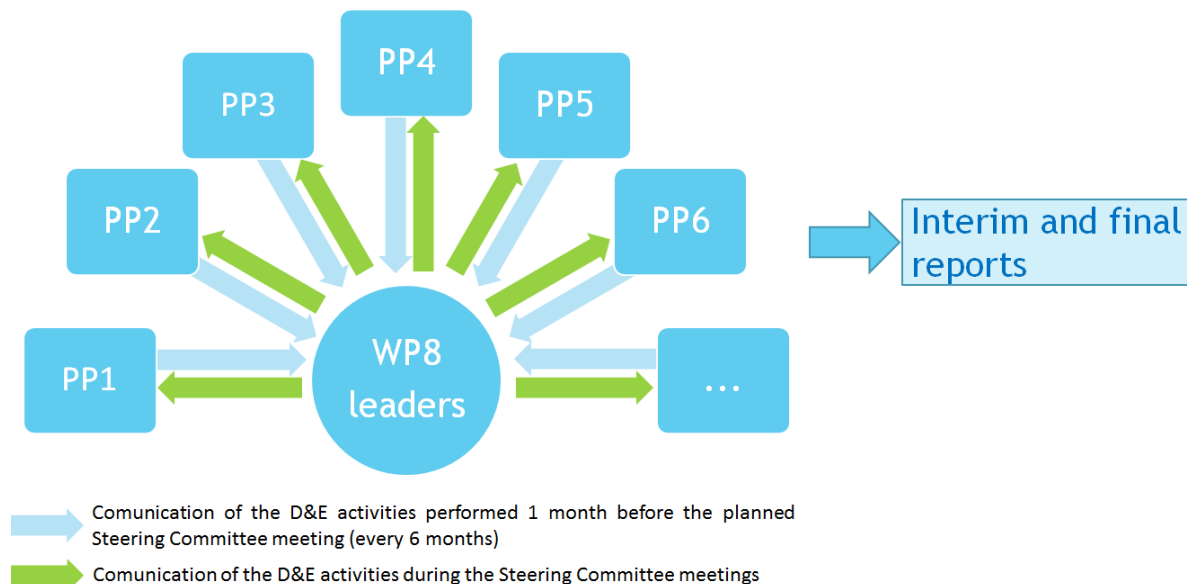 PP4
PP3
PP5
PP2
PP6
Interim and final
reports
WP8
leaders
PP1
...
Comunication of the D&E activities performed 1 month before the planned
Steering Committee meeting (every 6 months)
Comunication of the D&E activities during the Steering Committee meetings